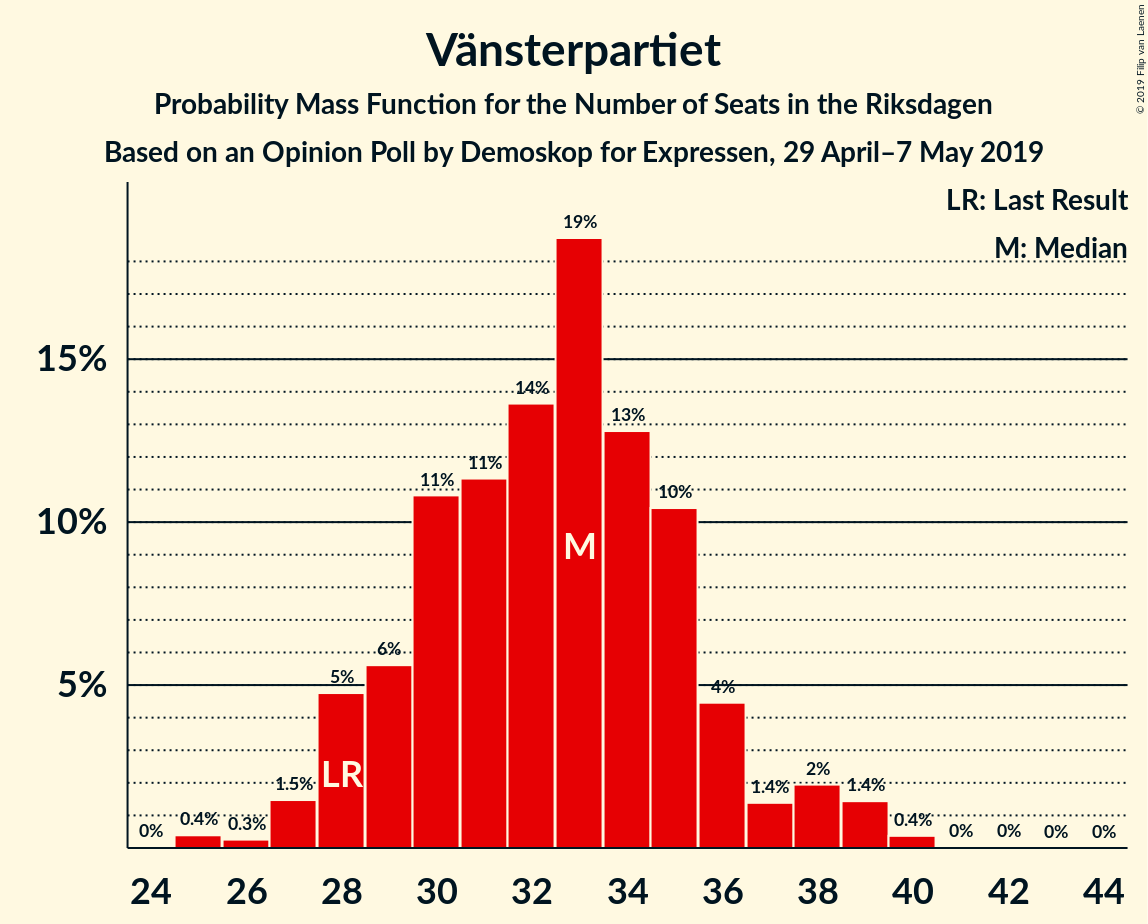 Vänsterpartiet
Probability Mass Function for the Number of Seats in the Riksdagen
Based on an Opinion Poll by Demoskop for Expressen, 29 April–7 May 2019
© 2019 Filip van Laenen
LR: Last Result
M: Median
15%
10%
5%
0%
0.4%
0.3%
1.5%
5%
6%
11%
11%
14%
19%
13%
10%
4%
1.4%
2%
1.4%
0.4%
0%
0%
0%
0%
LR
M
24 26 28 30 32 34 36 38 40 42 44